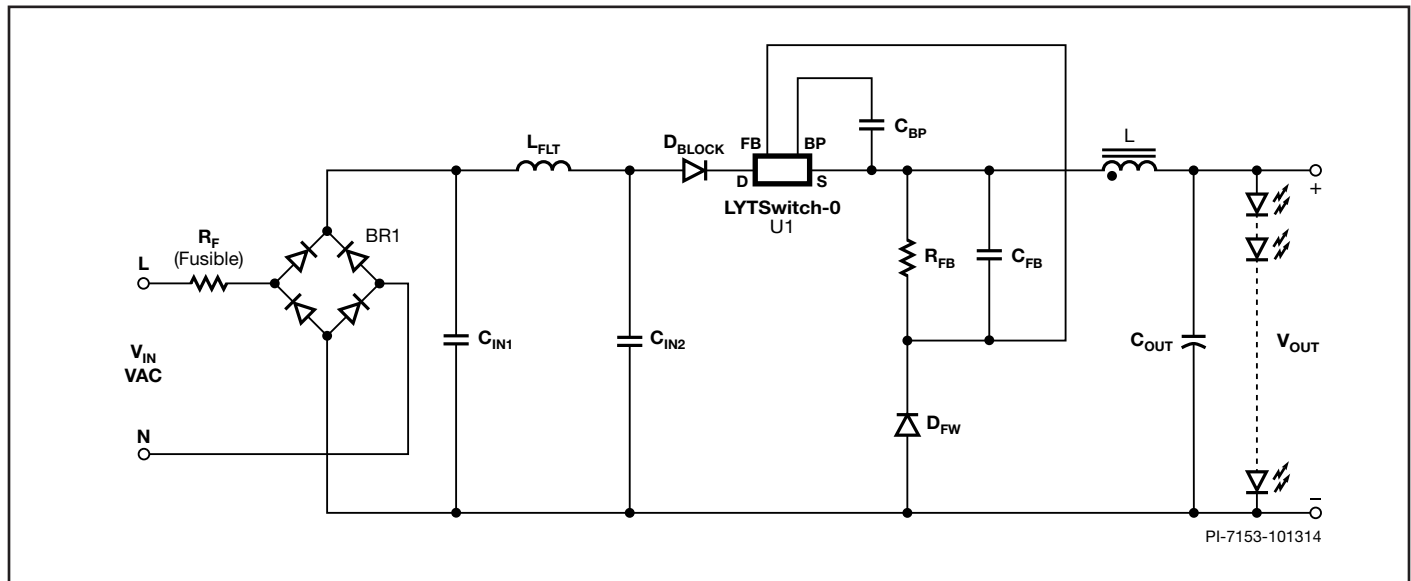 FB
BP
C_BP
L_FLT
D_BLOCK
L
D
S
+
LYTSwitch-0
U1
R_F
(Fusible)
BR1
R_FB
C_FB
L
C_IN1
C_IN2
C_OUT
V_OUT
V_IN
VAC
D_FW
N
–
PI-7153-101314